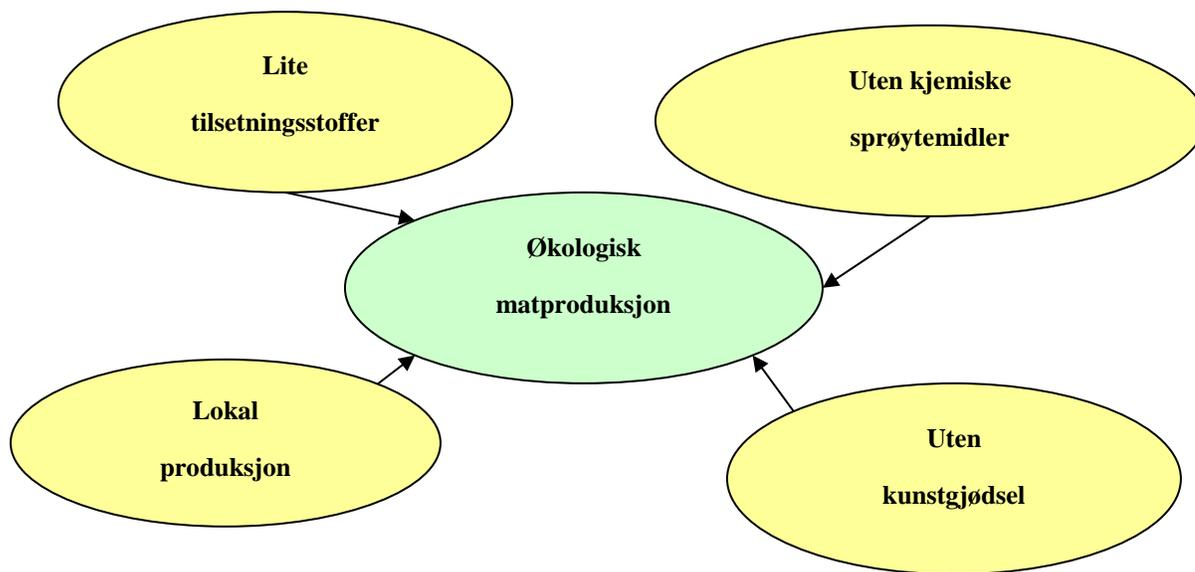 Lite
tilsetningsstoffer
Uten kjemiske
sprøytemidler
Økologisk
matproduksjon
Lokal
produksjon
Uten
kunstgjødsel